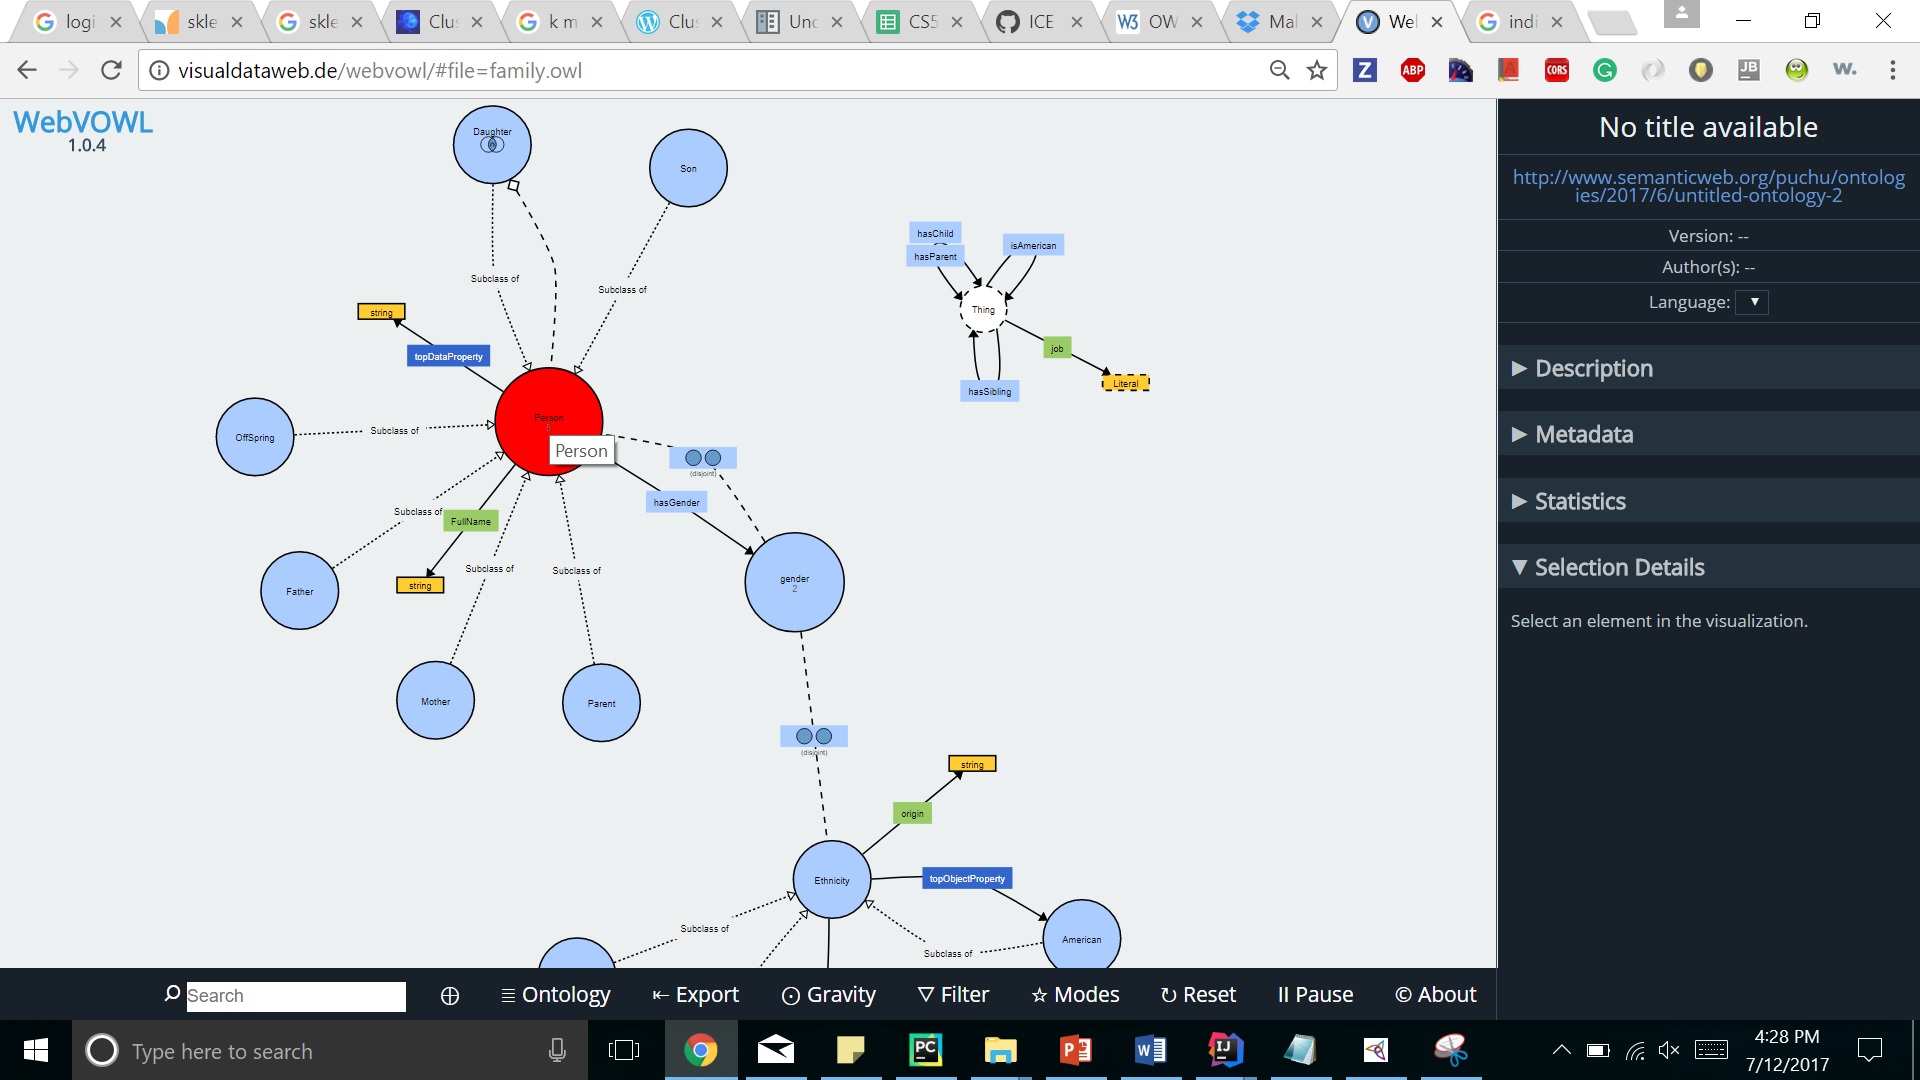 logi
skle
skle
Clus
k m
Clus
Unc
CS5
ICE
OW
Mal
Wel
indi
visualdataweb.de/webvowl/#file=family.owl
WebVOWL
1.0.4
Daughter
Son
Subclass of
Subclass of
string
topDataProperty
Person
5
Person
OffSpring
Subclass of
(disjoint)
hasGender
Subclass of
FullName
string
Subclass of
Subclass of
Father
Mother
Parent
gender
2
(disjoint)
hasChild
hasParent
isAmerican
Thing
job
Literal
hasSibling
string
origin
Ethnicity
topObjectProperty
American
Subclass of
Subclass of
No title available
http://www.semanticweb.org/puchu/ontolog
ies/2017/6/untitled-ontology-2
Version: --
Author(s): --
Language:
Description
Metadata
Statistics
Selection Details
Select an element in the visualization.
Search
Ontology
Export
Gravity
Filter
Modes
Reset
Pause
© About
Type here to search
4:28 PM
7/12/2017